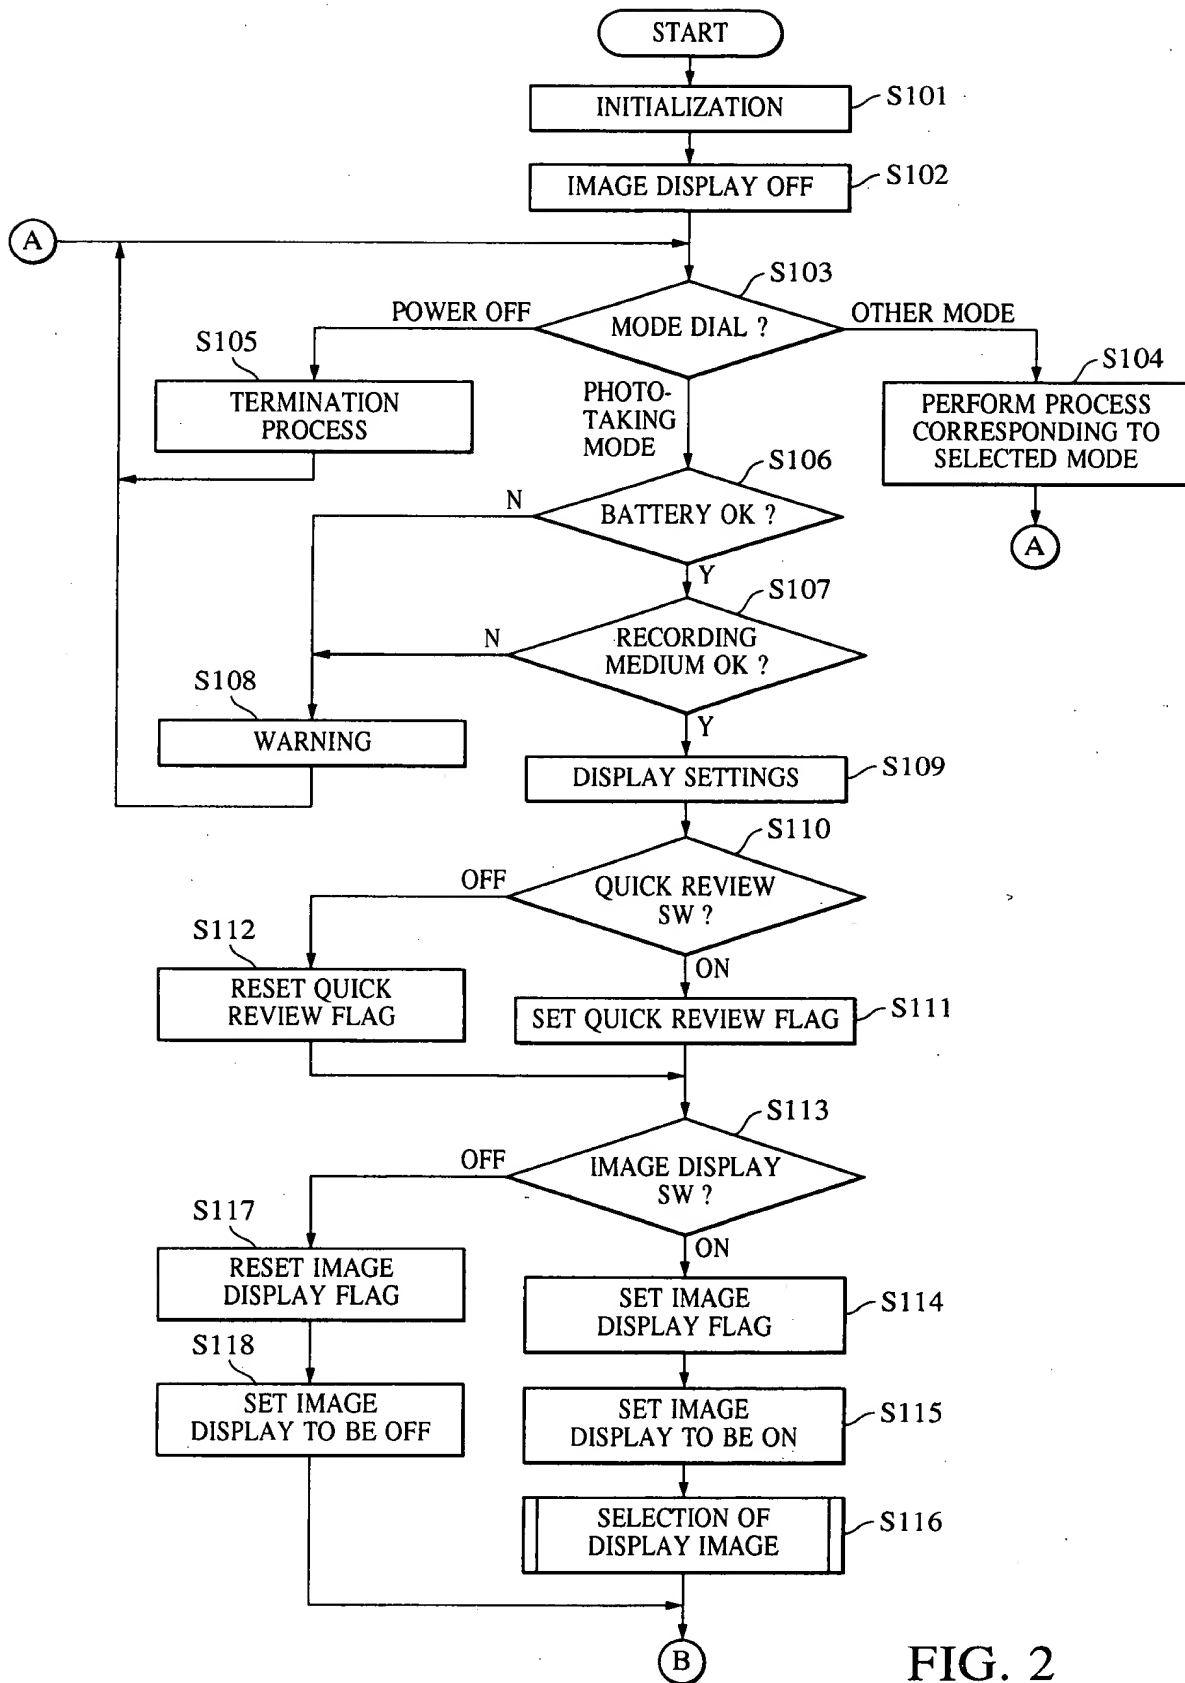 START
INITIALIZATION
S101
IMAGE DISPLAY OFF
S102
A
S103
POWER OFF
MODE DIAL ?
OTHER MODE
S105
TERMINATION
PROCESS
PHOTO-
TAKING
MODE
S104
PERFORM PROCESS
CORRESPONDING TO
SELECTED MODE
A
S106
N
BATTERY OK ?
Y
S107
N
RECORDING
MEDIUM OK ?
Y
S108
WARNING
DISPLAY SETTINGS
S109
S110
OFF
QUICK REVIEW
SW ?
ON
S112
RESET QUICK
REVIEW FLAG
SET QUICK REVIEW FLAG
S111
S113
OFF
IMAGE DISPLAY
SW ?
ON
S117
RESET IMAGE
DISPLAY FLAG
SET IMAGE
DISPLAY FLAG
S114
S118
SET IMAGE
DISPLAY TO BE OFF
SET IMAGE
DISPLAY TO BE ON
S115
SELECTION OF
DISPLAY IMAGE
S116
B
FIG. 2